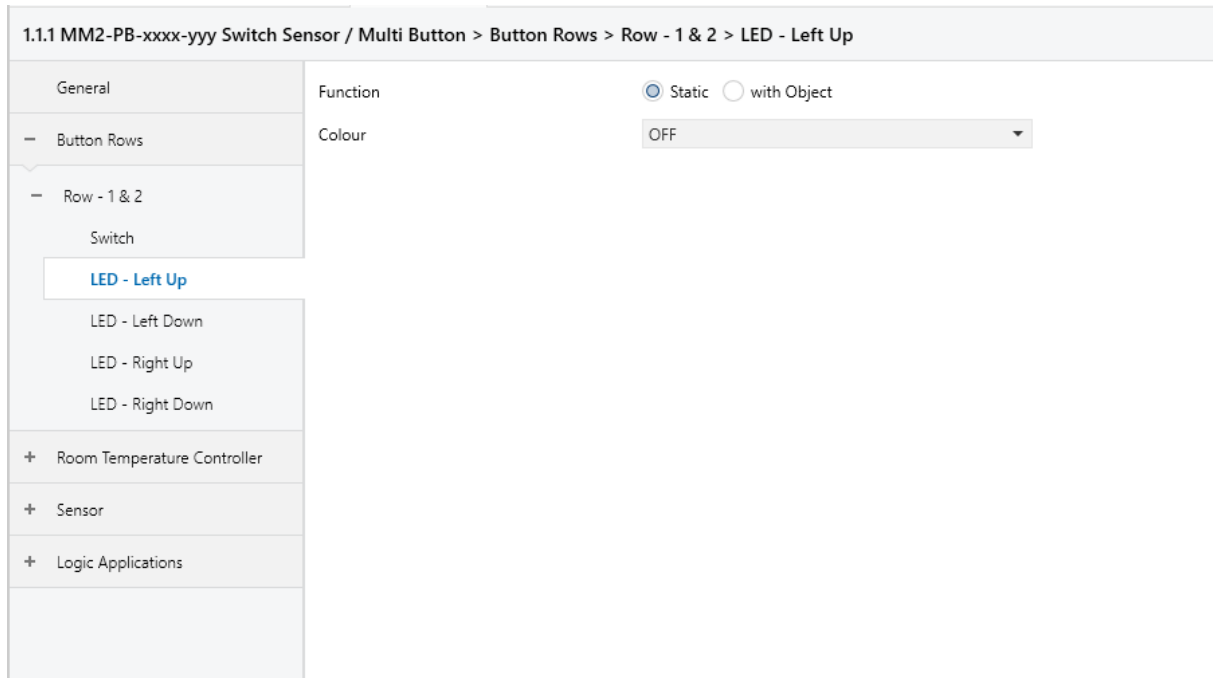 1.1.1 MM2-PB-xxxx-yyy Switch Sensor / Multi Button > Button Rows > Row - 1 & 2 > LED - Left Up
General
Function
Static
with Object
Button Rows
Colour
OFF
Row - 1 & 2
Switch
LED - Left Up
LED - Left Down
LED - Right Up
LED - Right Down
Room Temperature Controller
Sensor
Logic Applications